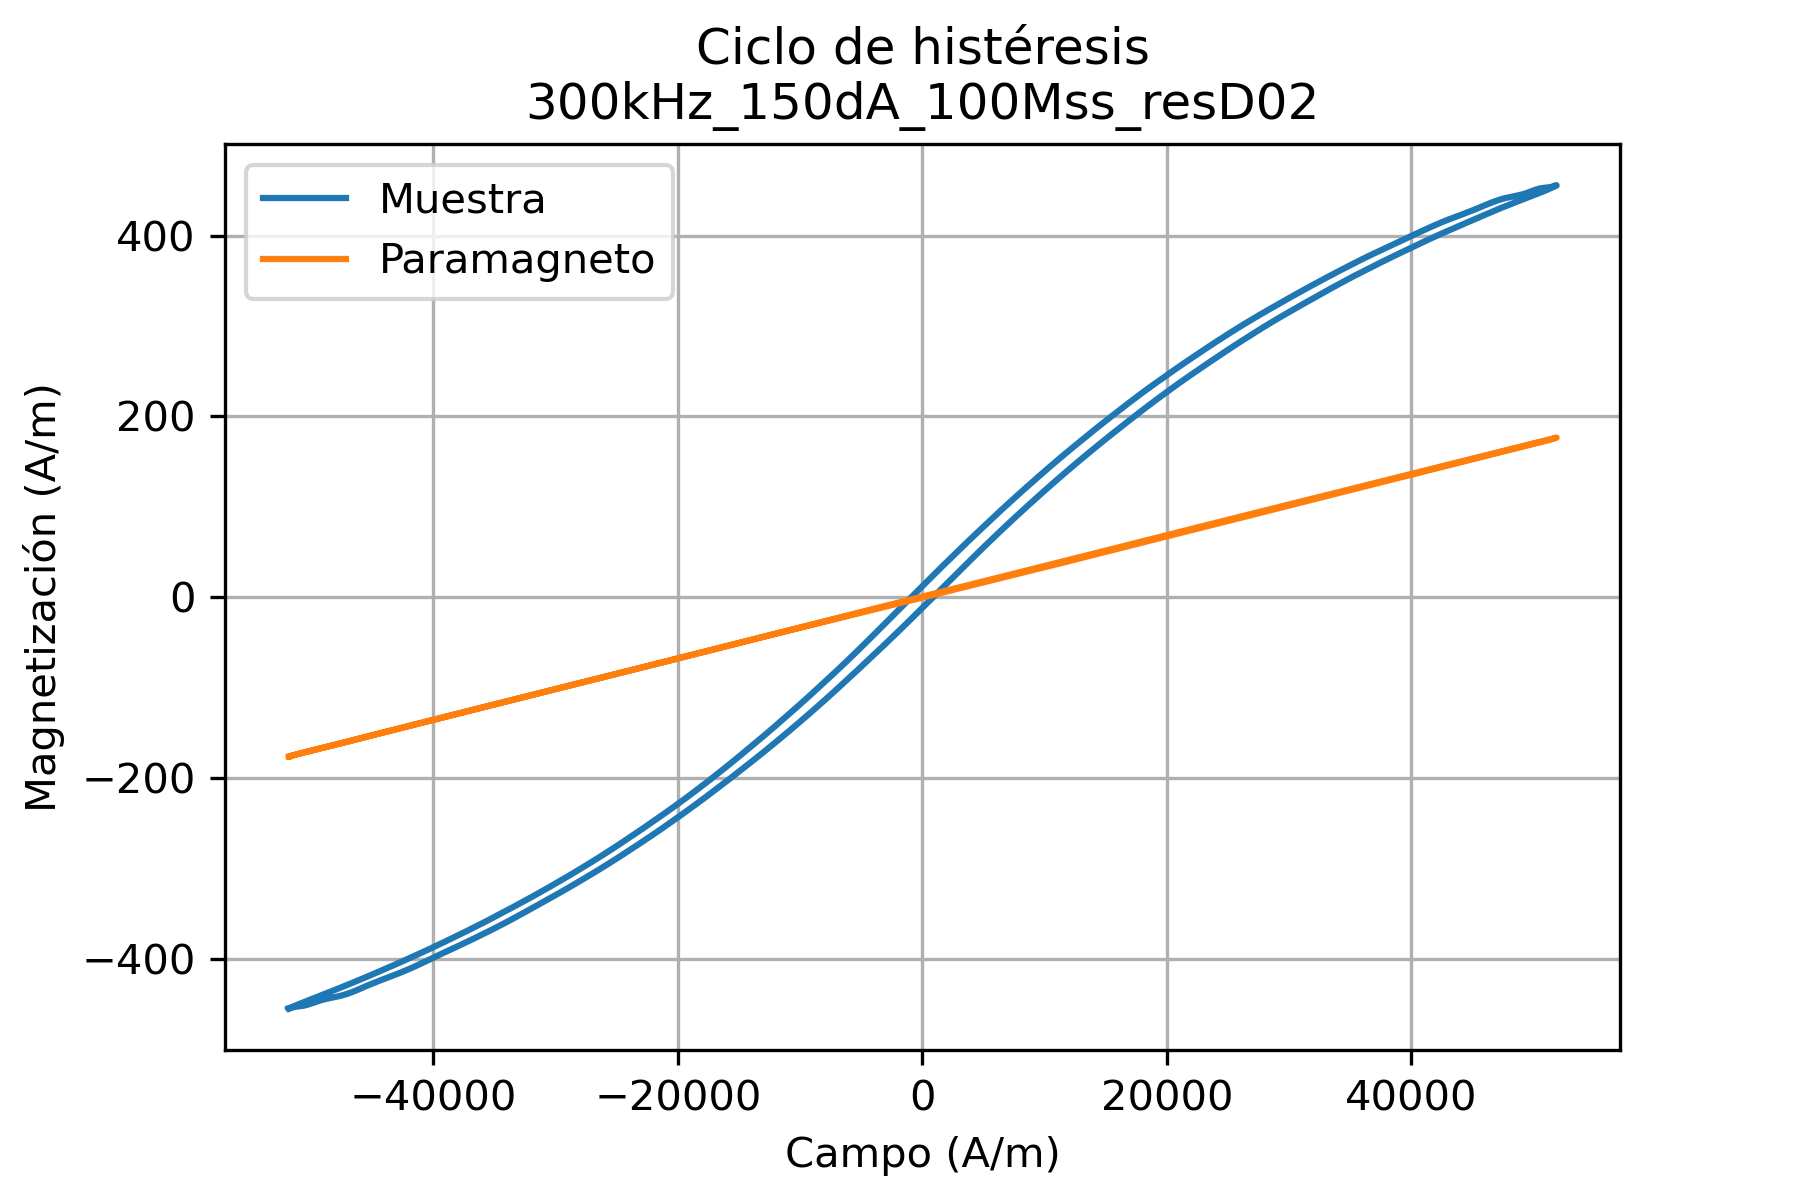 Ciclo de histéresis
300kHz_150dA_100Mss_resD02
Muestra
Paramagneto
Magnetización (A/m)
400
200
0
−200
−400
−40000
−20000
0
20000
40000
Campo (A/m)